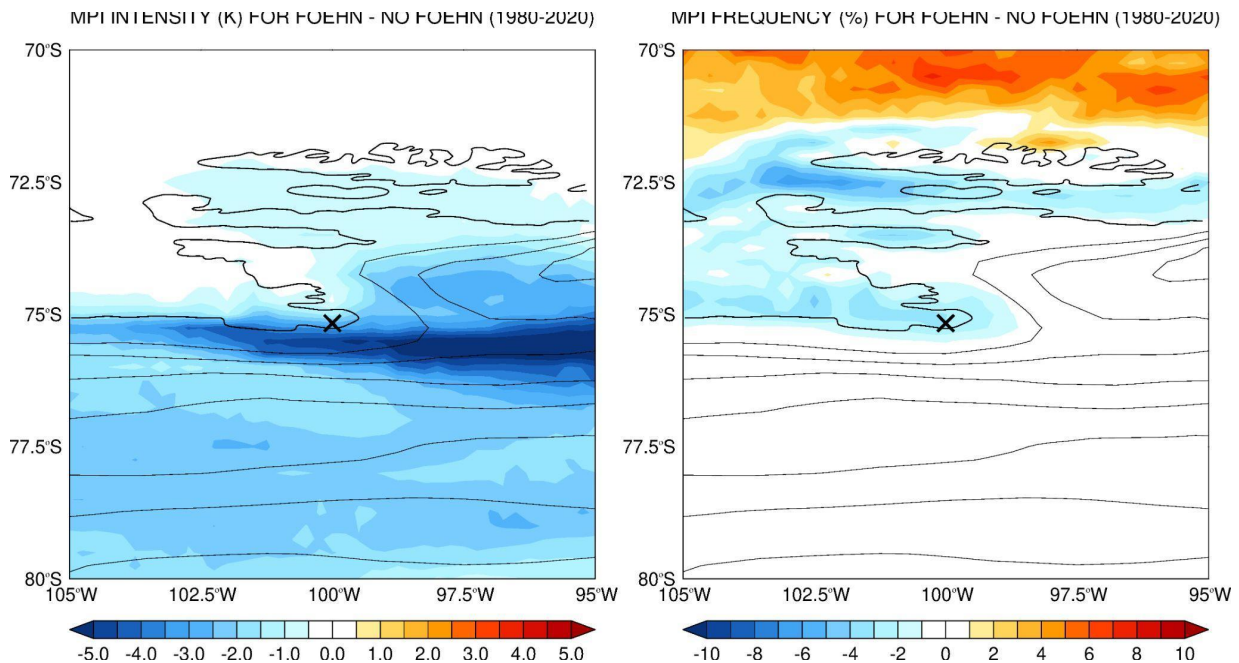 MPI INTENSITY (K) FOR FOEHN - NO FOEHN (1980-2020)
70°S
72.5°S
75°S
77.5°S
80°S
105°W 102.5°W 100°W 97.5°W 95°W
-5.0 -4.0 -3.0 -2.0 -1.0 0.0 1.0 2.0 3.0 4.0 5.0
MPI FREQUENCY (%) FOR FOEHN - NO FOEHN (1980-2020)
70°S
72.5°S
75°S
77.5°S
80°S
105°W 102.5°W 100°W 97.5°W 95°W
-10 -8 -6 -4 -2 0 2 4 6 8 10